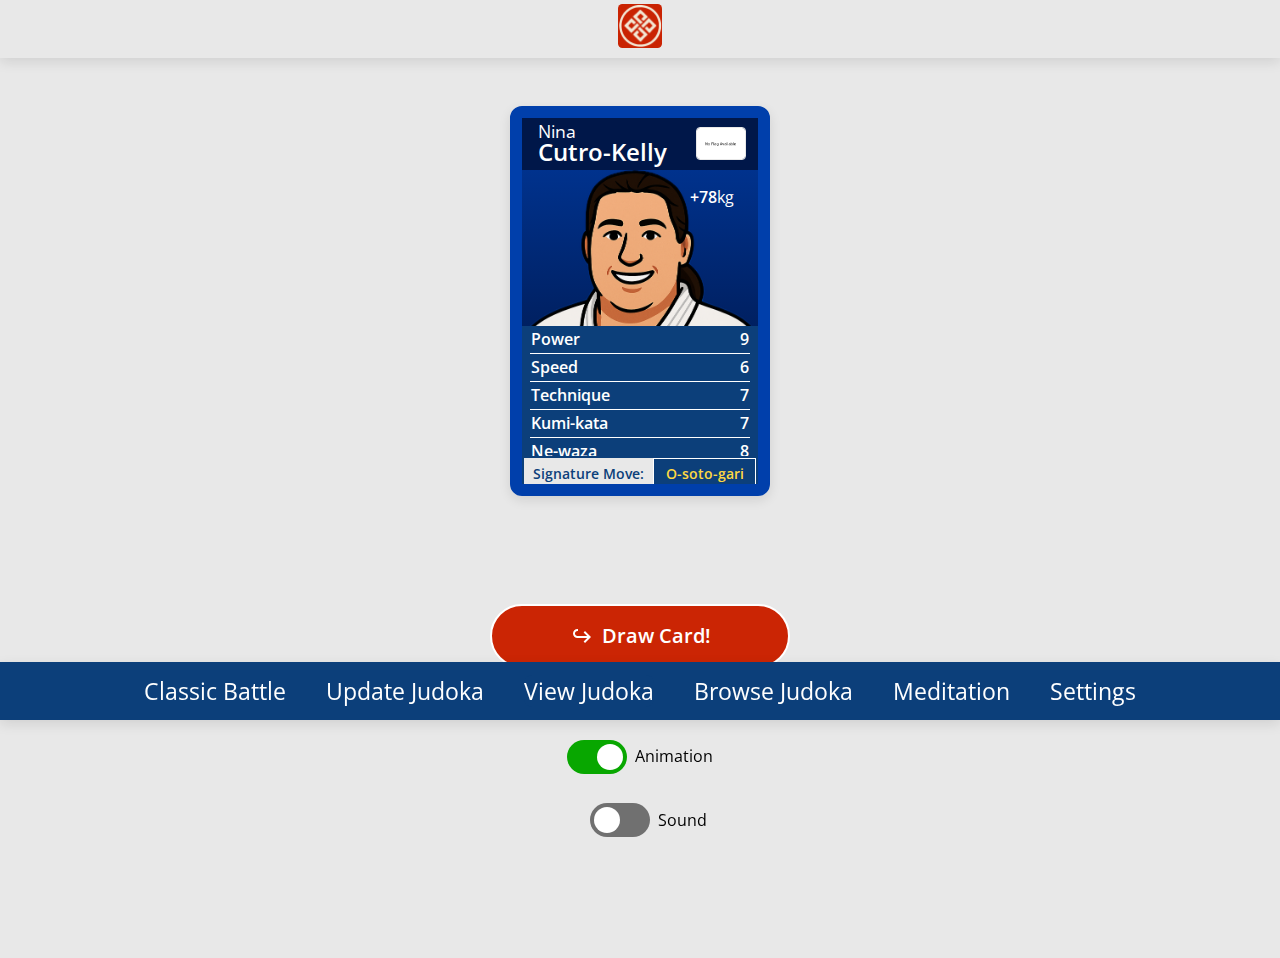 Nina
Cutro-Kelly
No Flag Available
+78kg
Power 9
Speed 6
Technique 7
Kumi-kata 7
Ne-waza 8
Signature Move: O-soto-gari
Draw Card!
Classic Battle Update Judoka View Judoka Browse Judoka Meditation Settings
Animation
Sound